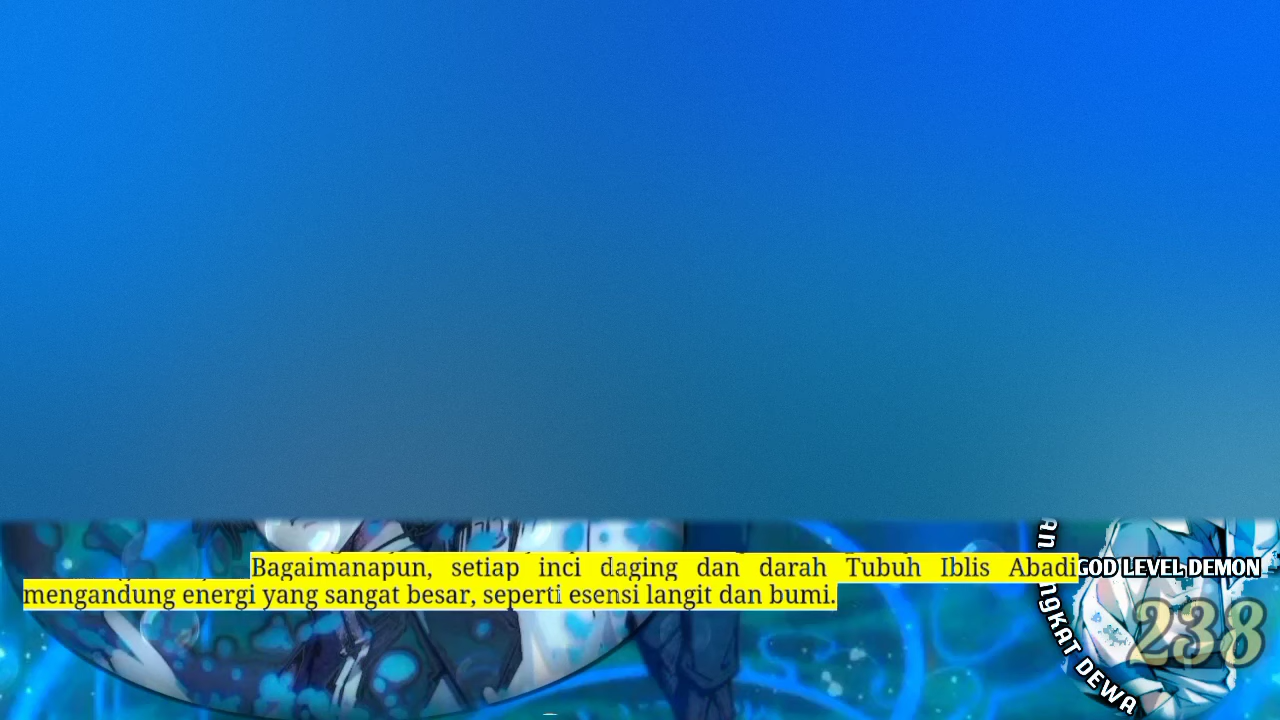 Bagaimanapun, setiap inci daging dan darah Tubuh Iblis Abadi
mengandung energi yang sangat besar, seperti esensi langit dan bumi.
GOD LEVEL DEMON
238
NGKAT DEWA